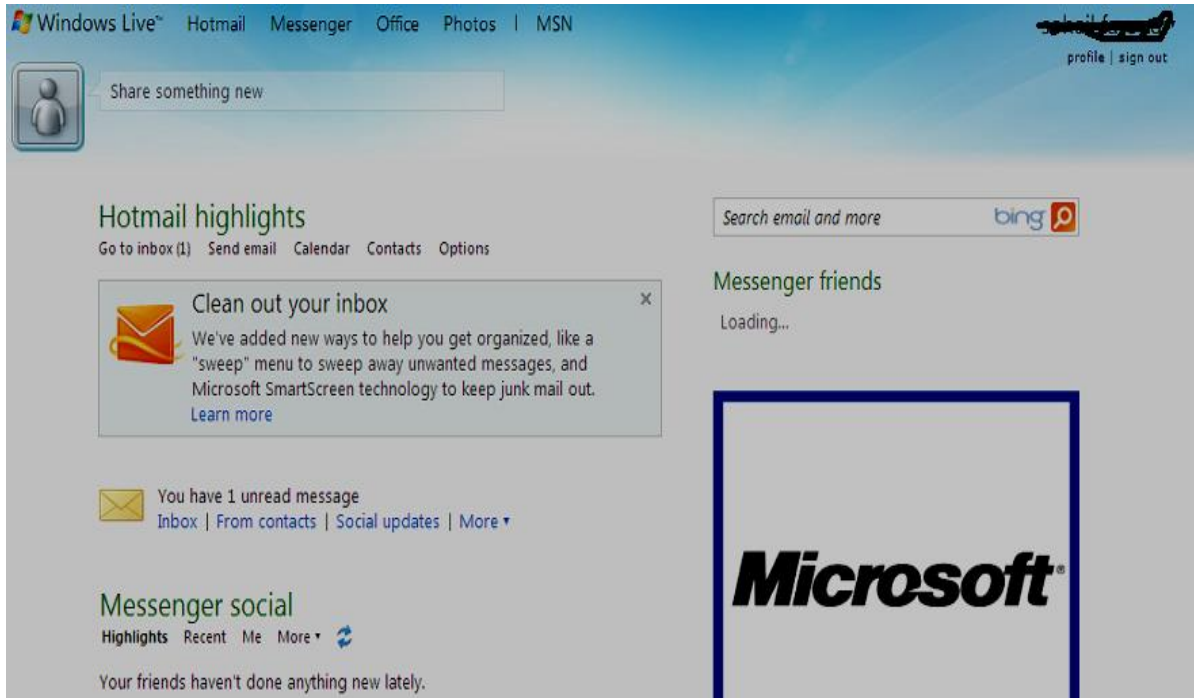 Windows Live™ Hotmail Messenger Office Photos | MSN
profile | sign out
Share something new
Hotmail highlights
Go to inbox (1) Send email Calendar Contacts Options
Clean out your inbox
We've added new ways to help you get organized, like a
"sweep" menu to sweep away unwanted messages, and
Microsoft SmartScreen technology to keep junk mail out.
Learn more
You have 1 unread message
Inbox | From contacts | Social updates | More ▾
Messenger social
Highlights Recent Me More ▾
Your friends haven't done anything new lately.
Search email and more bing
Messenger friends
Loading...
Microsoft®